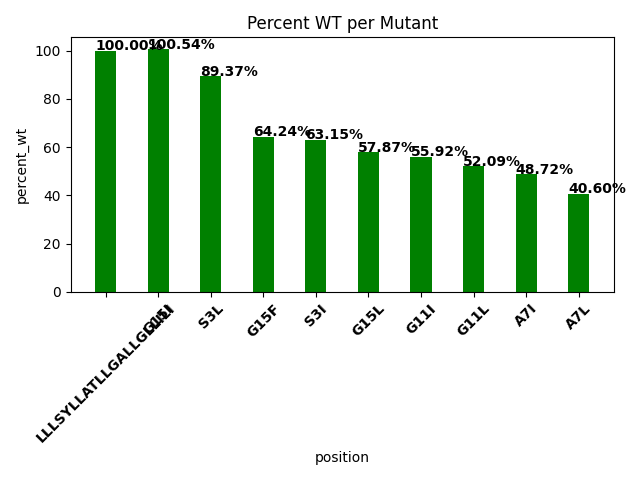 Percent WT per Mutant
percent_wt
100
80
60
40
20
0
100.00%
100.54%
89.37%
64.24%
63.15%
57.87%
55.92%
52.09%
48.72%
40.60%
G15I
S3L
G15F
S3I
G15L
G11I
G11L
A7I
A7L
position